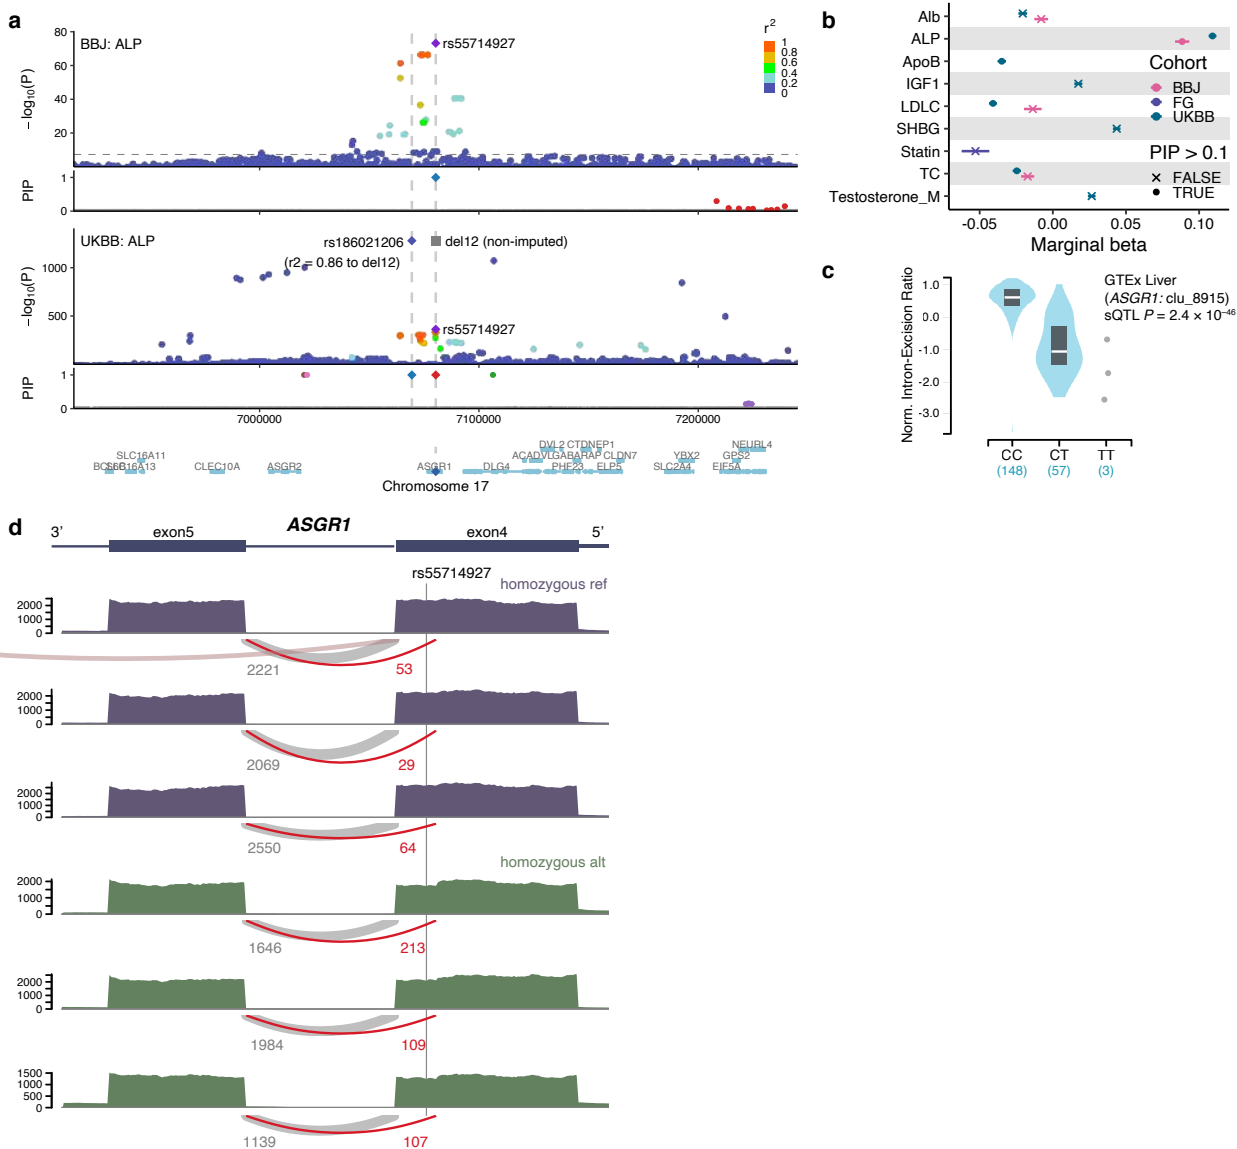 a
BBJ: ALP
rs55714927
r2
1
0.8
0.6
0.4
0.2
0
80
60
40
20
−log10(P)
1
0
PIP
UKBB: ALP
rs186021206
del12 (non-imputed)
(r2 = 0.86 to del12)
rs55714927
1000
500
−log10(P)
1
0
PIP
7000000
7100000
7200000
DVL2
CTDNEP1
NEURL4
SLC16A11
ACADVL
GABARAP
CLDN7
YBX2
GPS2
SLC16A13
CLEC10A
ASGR2
ASGR1
DLG4
PHF23
ELP5
SLC2A4
EIF5A
Chromosome 17
b
Alb
ALP
ApoB
IGF1
LDLC
SHBG
Statin
TC
Testosterone_M
Cohort
BBJ
FG
UKBB
PIP > 0.1
FALSE
TRUE
-0.05
0.00
0.05
0.10
Marginal beta
c
GTEx Liver
(ASGR1: clu_8915)
sQTL P = 2.4 × 10−46
Norm. Intron-Excision Ratio
1.0
0.0
-1.0
-2.0
-3.0
CC
CT
TT
(148)
(57)
(3)
d
3’
exon5
ASGR1
exon4
5’
rs55714927
homozygous ref
2000
1000
0
2221
53
2000
1000
0
2069
29
2000
1000
0
2550
64
homozygous alt
2000
1000
0
1646
213
2000
1000
0
1984
109
1500
1000
500
0
1139
107